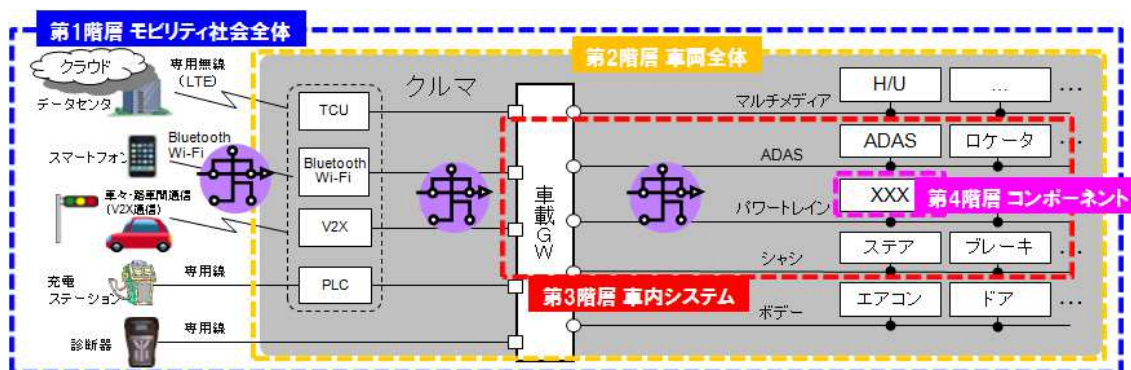 第1階層 モビリティ社会全体
クラウド
データセンタ
専用無線
(LTE)
スマートフォン
Bluetooth
Wi-Fi
車々・路車間通信
(V2X通信)
充電
ステーション
専用線
診断器
専用線
第2階層 車両全体
クルマ
TCU
Bluetooth
Wi-Fi
V2X
PLC
車載GW
マルチメディア
H/U
…
…
第3階層 車内システム
ADAS
ADAS
ロケータ
…
パワートレイン
XXX
第4階層 コンポーネント
シャシ
ステア
ブレーキ
…
ボデー
エアコン
ドア
…